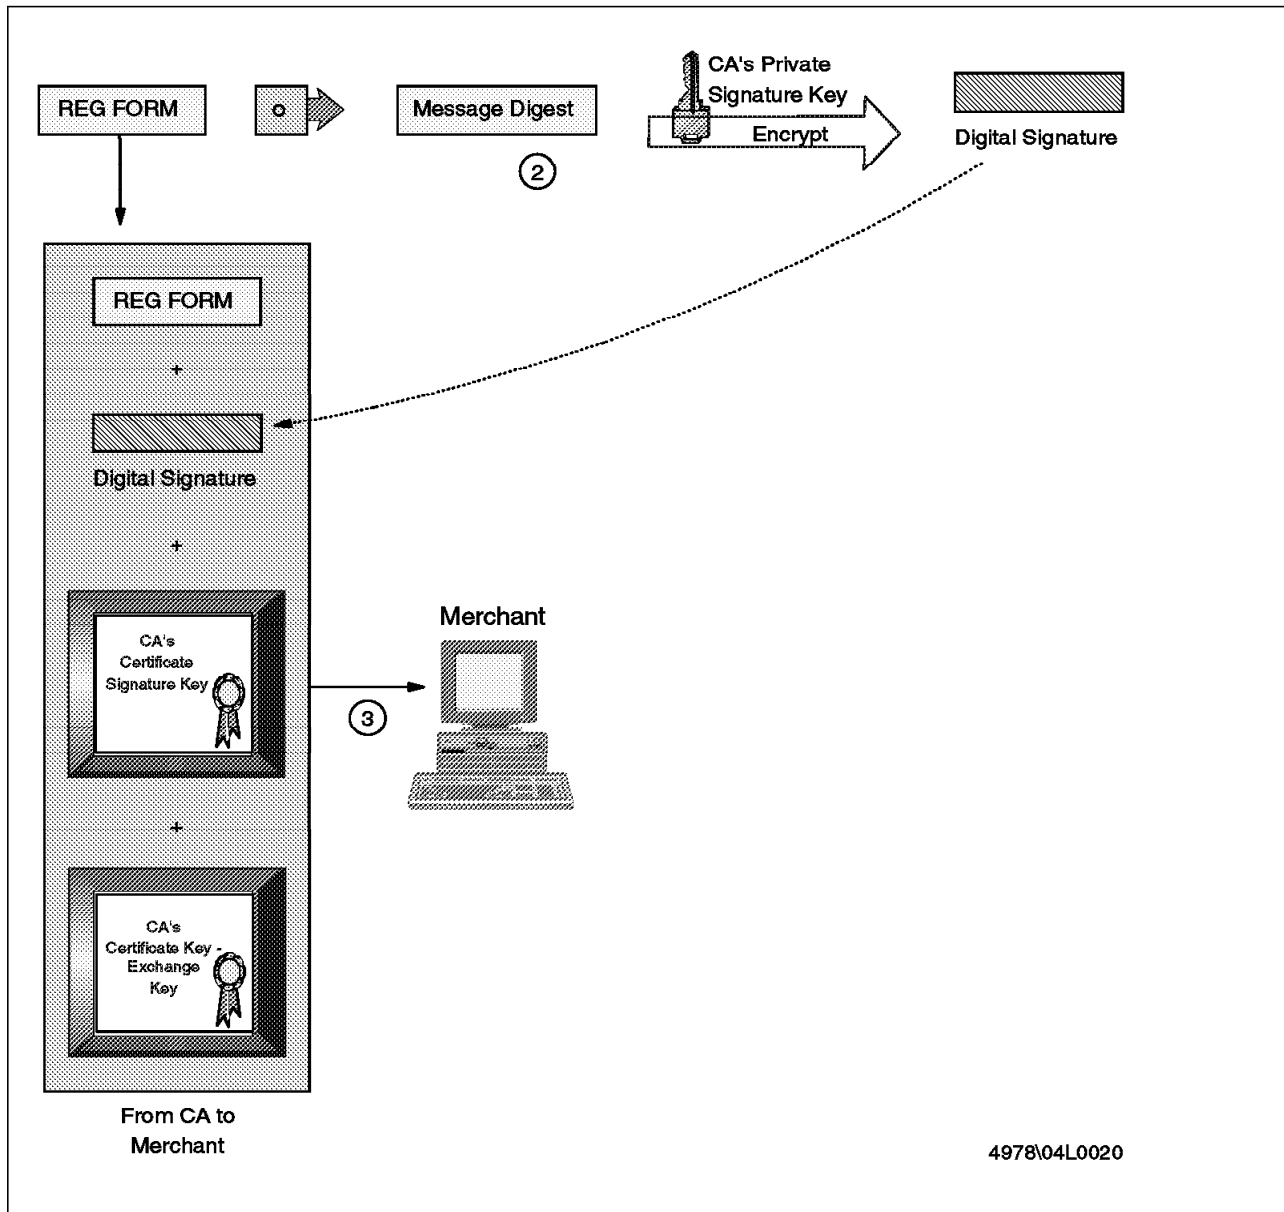 REG FORM
Message Digest
CA's Private
Signature Key
Encrypt
Digital Signature
2
REG FORM
+
Digital Signature
+
CA's
Certificate
Signature Key
Merchant
3
+
CA's
Certificate Key -
Exchange
Key
From CA to
Merchant
4978\04L0020